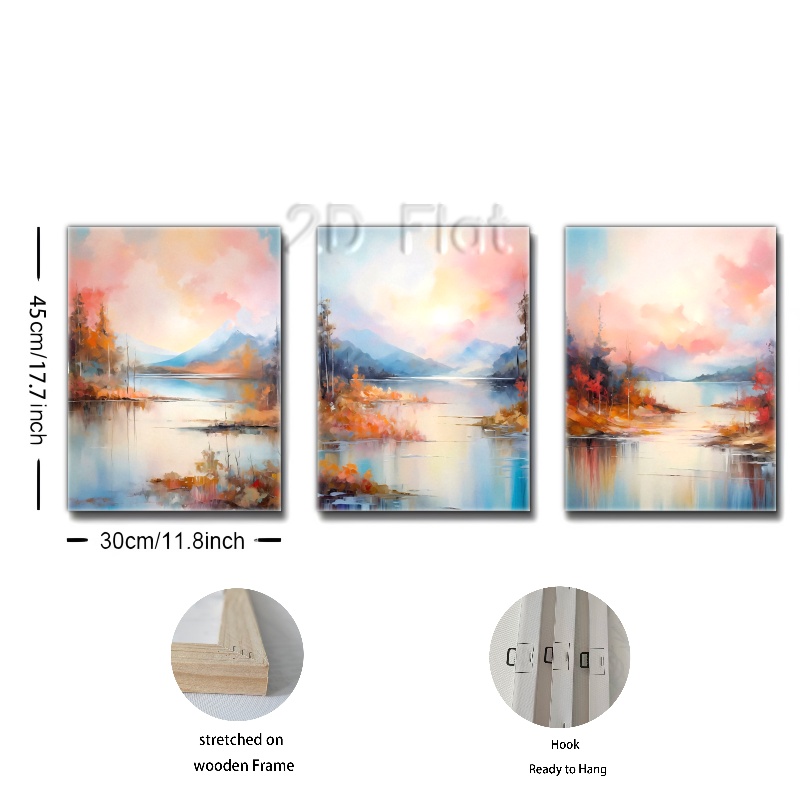 2D Flat
45cm/17.7inch
30cm/11.8inch
stretched on
wooden Frame
Hook
Ready to Hang